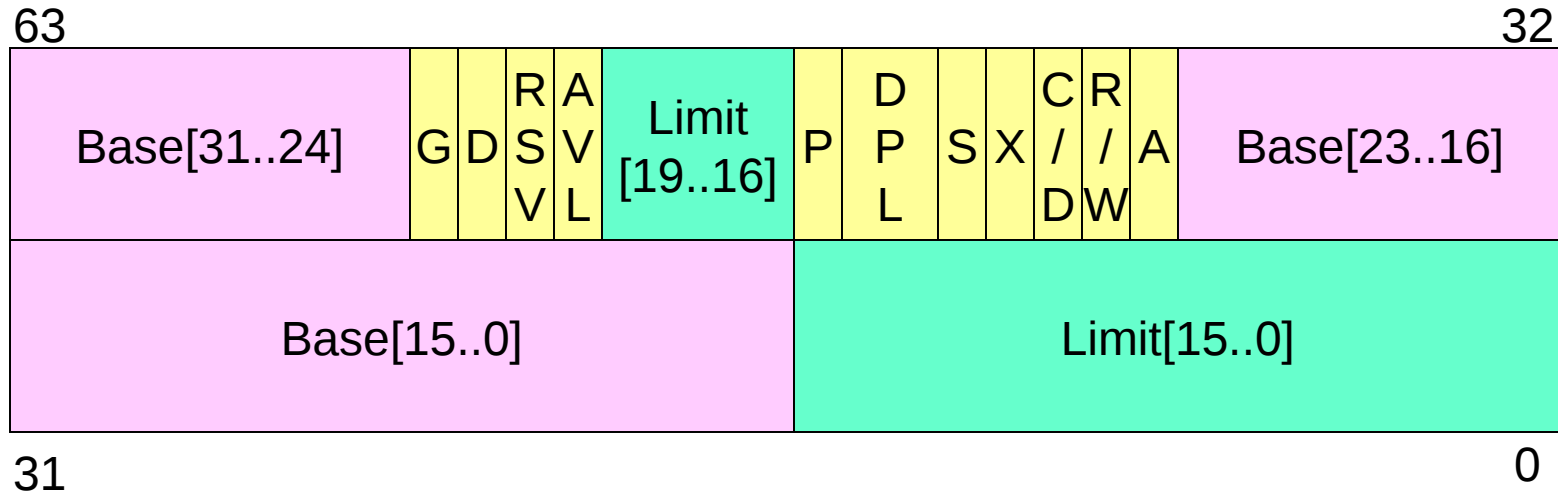 63
32
Base[31..24]
G
D
R
S
V
A
V
L
Limit
[19..16]
P
D
P
L
S
X
C
/
D
R
/
W
A
Base[23..16]
Base[15..0]
Limit[15..0]
31
0